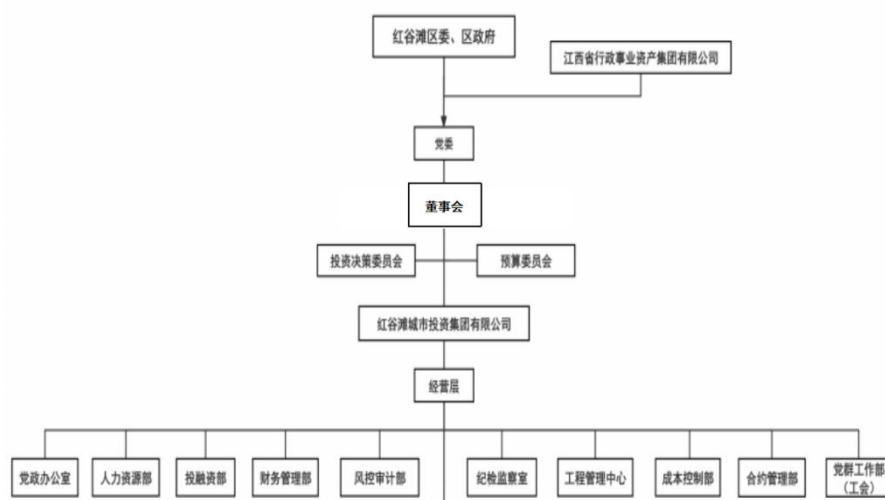 红谷滩区委、区政府
江西省行政事业资产集团有限公司
党委
董事会
投资决策委员会
预算委员会
红谷滩城市投资集团有限公司
经营层
党政办公室
人力资源部
投融资部
财务管理部
风控审计部
纪检监察室
工程管理中心
成本控制部
合约管理部
党群工作部
（工会）